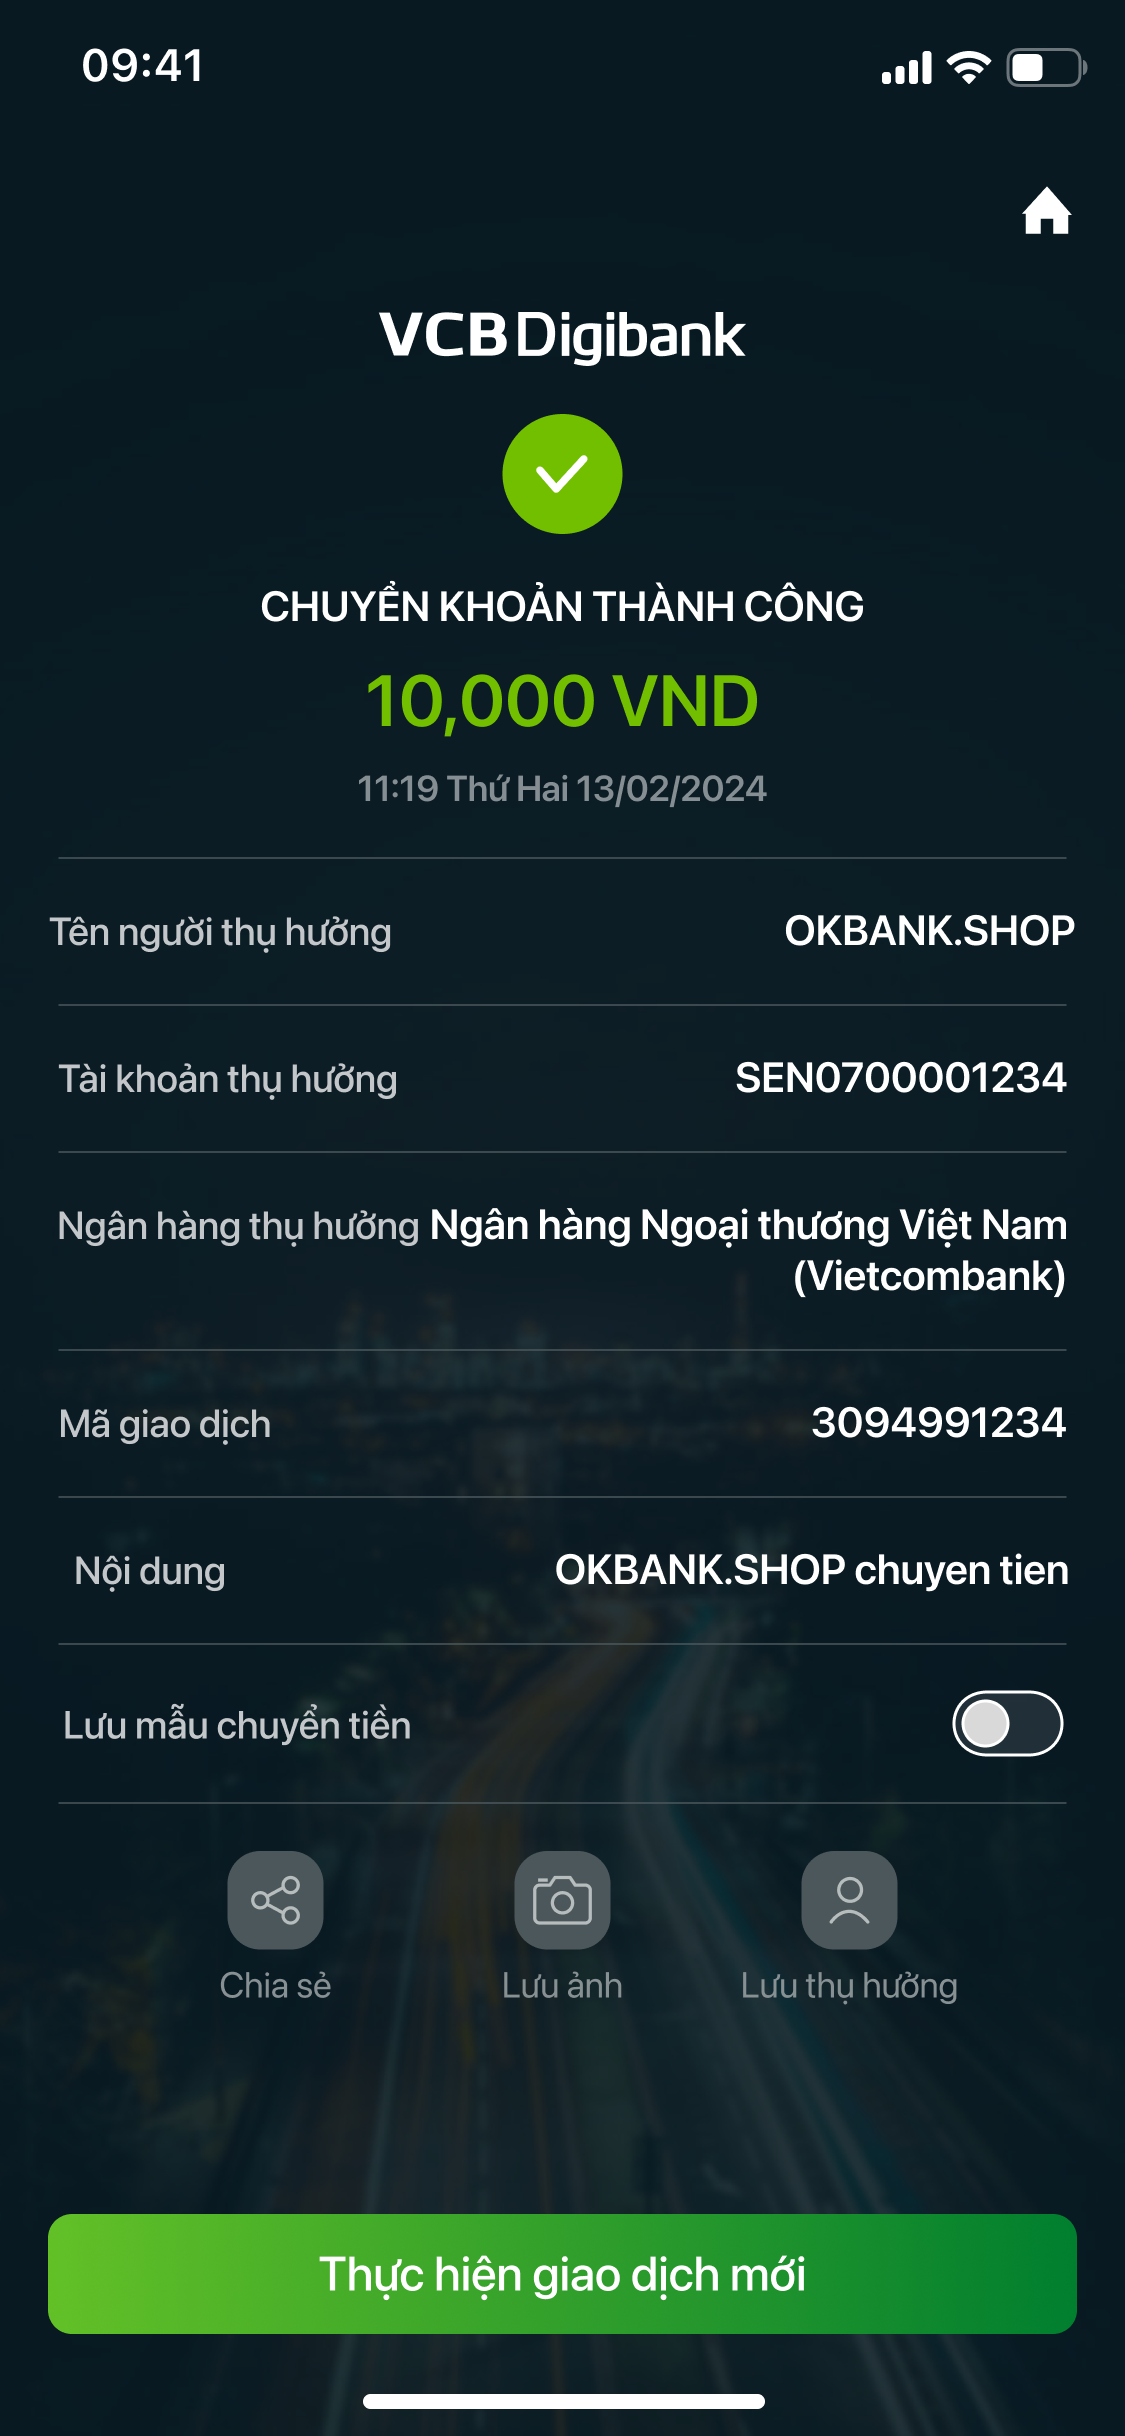 09:41
VCB Digibank
CHUYỂN KHOẢN THÀNH CÔNG
10,000 VND
11:19 Thứ Hai 13/02/2024
Tên người thụ hưởng OKBANK.SHOP
Tài khoản thụ hưởng SEN0700001234
Ngân hàng thụ hưởng Ngân hàng Ngoại thương Việt Nam
(Vietcombank)
Mã giao dịch 3094991234
Nội dung OKBANK.SHOP chuyen tien
Lưu mẫu chuyển tiền
Chia sẻ Lưu ảnh Lưu thụ hưởng
Thực hiện giao dịch mới